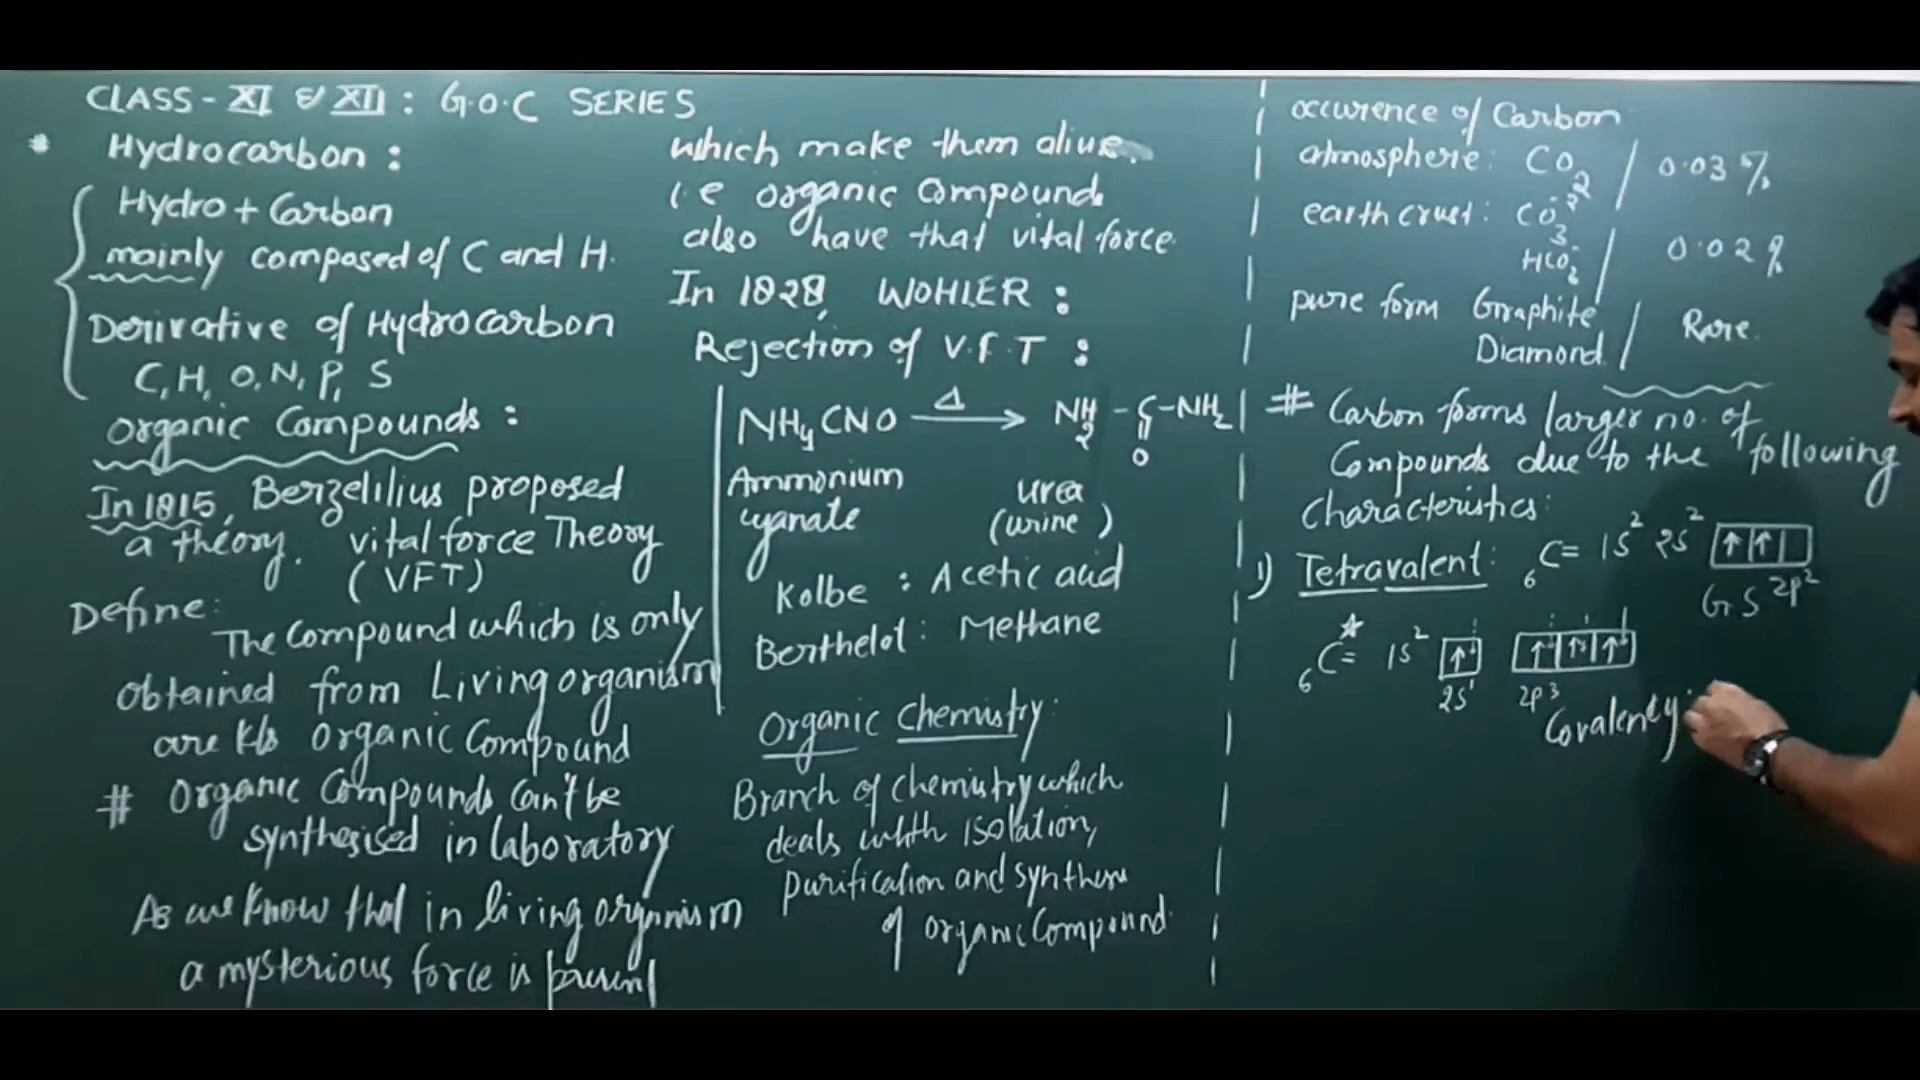 CLASS - XI & XII : G.O.C SERIES
* Hydrocarbon :
Hydro + Carbon
mainly composed of C and H.
Derivative of Hydrocarbon
C, H, O, N, P, S
Organic Compounds :
In 1815, Berzelilius proposed
a theory. vital force Theory
(VFT)
Define:
The compound which is only
obtained from Living organism
are k/s organic Compound
# Organic Compounds Can't be
synthesised in laboratory
As we know that in living organism
a mysterious force is present
which make them alive.
i.e organic Compounds
also have that vital force
In 1828, WOHLER :
Rejection of V.F.T :
NH4 CNO —Δ→ NH2 - C - NH2
O
Ammonium
cyanate
urea
(urine)
Kolbe : Acetic acid
Berthelot : Methane
Organic Chemistry :
Branch of chemistry which
deals with isolation,
purification and synthesis
of organic Compound.
occurence of Carbon
atmosphere : CO2 / 0.03 %
earth crust : CO3^-2
HCO3^- / 0.02 %
pure form Graphite
Diamond / Rare.
# Carbon forms larger no. of
Compounds due to the following
Characteristics :
1) Tetravalent : 6C = 1s² 2s² ↑ ↑
G.S 2p²
6C* = 1s² ↑ ↑ ↑ ↑
2s¹ 2p³
Covalency